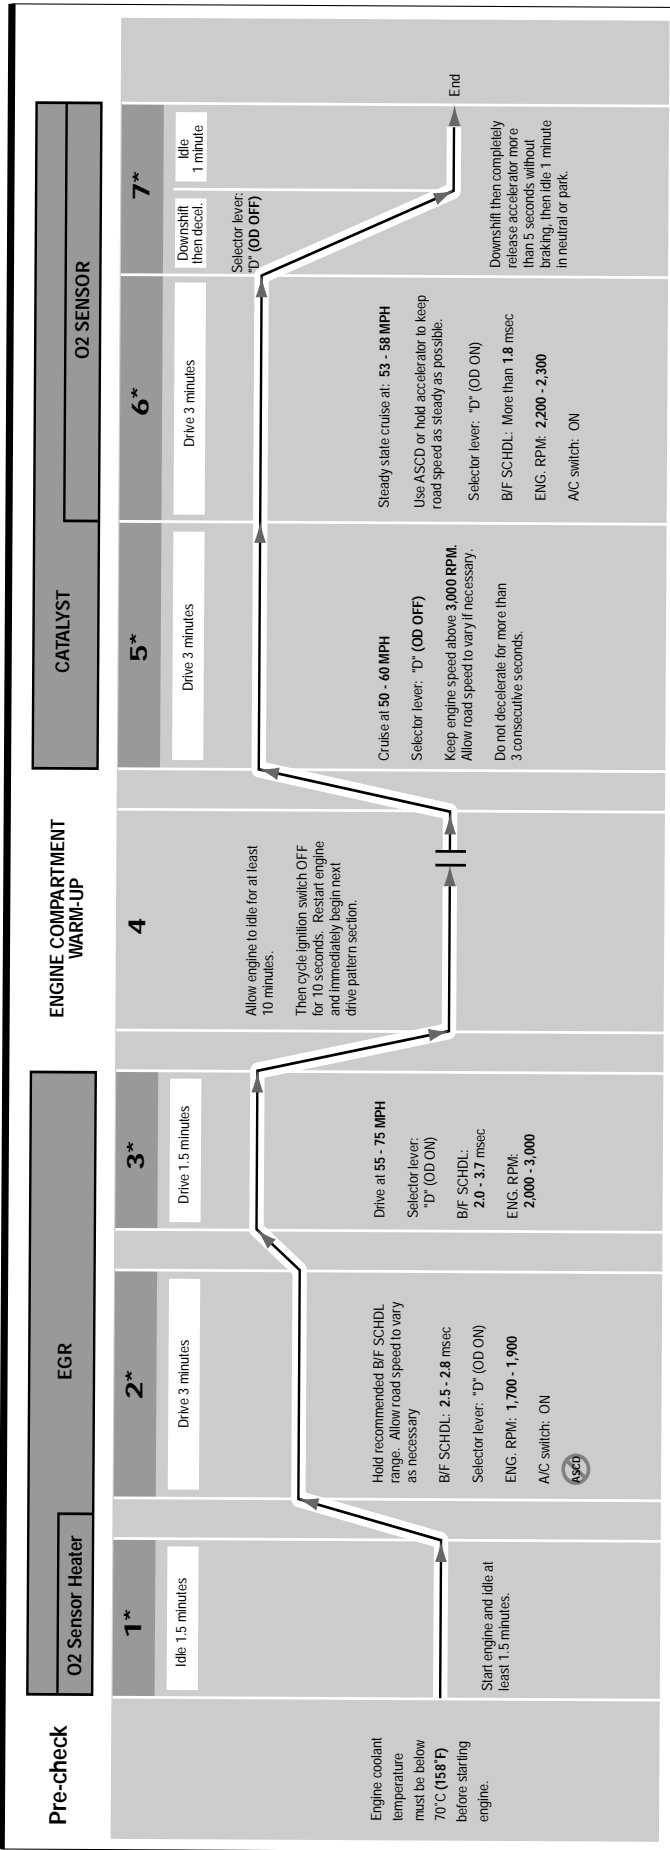 Pre-check
EGR
O2 Sensor Heater
ENGINE COMPARTMENT
WARM-UP
CATALYST
O2 SENSOR
Engine coolant
temperature
must be below
70˚C (158˚F)
before starting
engine.
1*
Idle 1.5 minutes
Start engine and idle at
least 1.5 minutes.
2*
Drive 3 minutes
Hold recommended B/F SCHDL
range. Allow road speed to vary
as necessary
B/F SCHDL: 2.5 - 2.8 msec
Selector lever: "D" (OD ON)
ENG. RPM: 1,700 - 1,900
A/C switch: ON
ASCD
3*
Drive 1.5 minutes
Drive at 55 - 75 MPH
Selector lever:
"D" (OD ON)
B/F SCHDL:
2.0 - 3.7 msec
ENG. RPM:
2,000 - 3,000
4
Allow engine to idle for at least
10 minutes.
Then cycle ignition switch OFF
for 10 seconds. Restart engine
and immediately begin next
drive pattern section.
5*
Drive 3 minutes
Cruise at 50 - 60 MPH
Selector lever: "D" (OD OFF)
Keep engine speed above 3,000 RPM.
Allow road speed to vary if necessary.
Do not decelerate for more than
3 consecutive seconds.
6*
Drive 3 minutes
Steady state cruise at: 53 - 58 MPH
Use ASCD or hold accelerator to keep
road speed as steady as possible.
Selector lever: "D" (OD ON)
B/F SCHDL: More than 1.8 msec
ENG. RPM: 2,200 - 2,300
A/C switch: ON
7*
Downshift
then decel.
Idle
1 minute
Selector lever:
"D" (OD OFF)
End
Downshift then completely
release accelerator more
than 5 seconds without
braking, then idle 1 minute
in neutral or park.